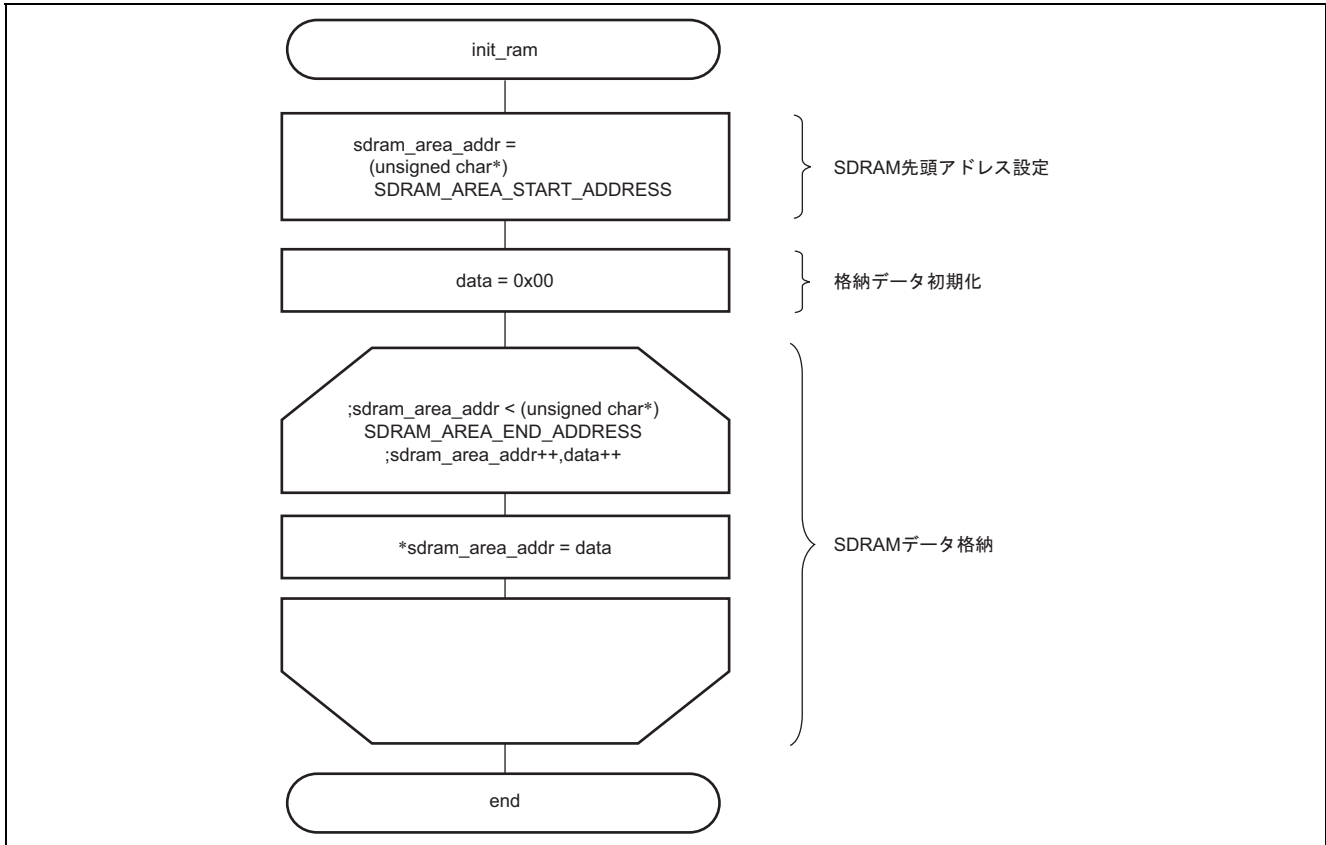 init_ram
sdram_area_addr =
(unsigned char*)
SDRAM_AREA_START_ADDRESS
SDRAM先頭アドレス設定
data = 0x00
格納データ初期化
;sdram_area_addr < (unsigned char*)
SDRAM_AREA_END_ADDRESS
;sdram_area_addr++,data++
*sdram_area_addr = data
SDRAMデータ格納
end